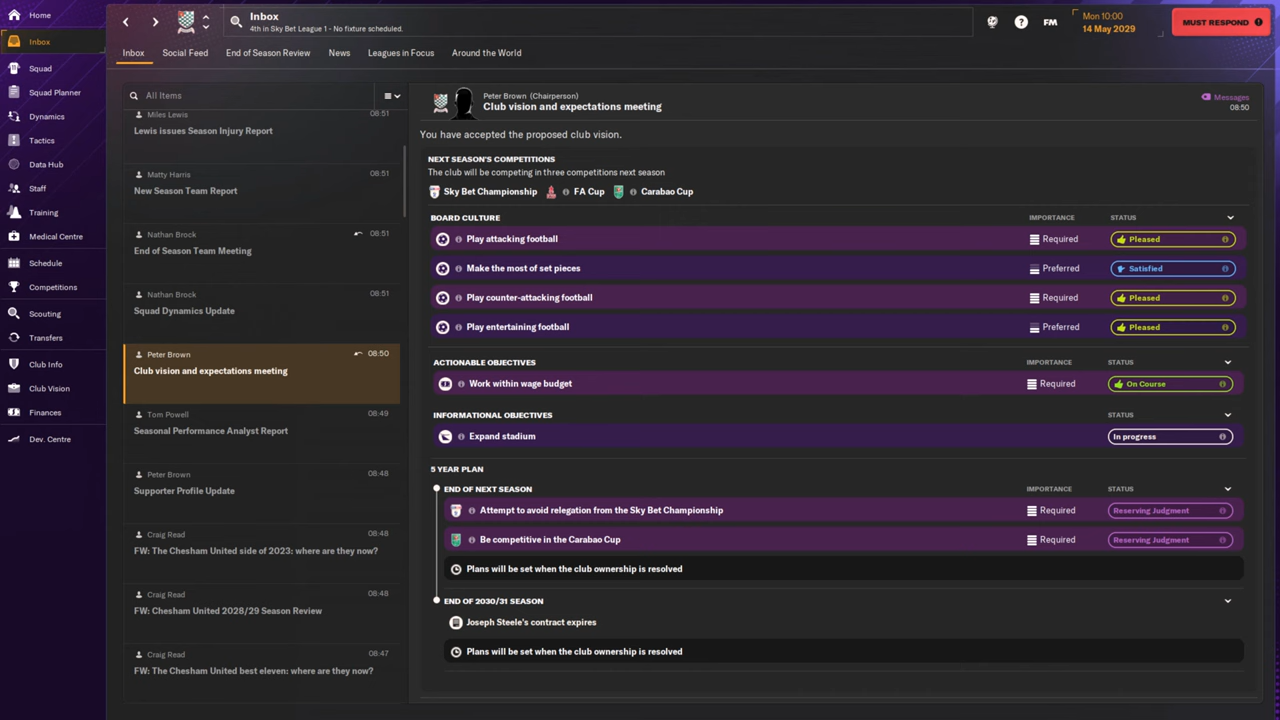 Home
Inbox
Squad
Squad Planner
Dynamics
Tactics
Data Hub
Staff
Training
Medical Centre
Schedule
Competitions
Scouting
Transfers
Club Info
Club Vision
Finances
Dev. Centre
Inbox
4th in Sky Bet League 1 - No fixture scheduled.
?
FM
Mon 10:00
14 May 2029
MUST RESPOND
Inbox
Social Feed
End of Season Review
News
Leagues in Focus
Around the World
All Items
Miles Lewis 08:51
Lewis issues Season Injury Report
Matty Harris 08:51
New Season Team Report
Nathan Brock 08:51
End of Season Team Meeting
Nathan Brock 08:51
Squad Dynamics Update
Peter Brown 08:50
Club vision and expectations meeting
Tom Powell 08:49
Seasonal Performance Analyst Report
Peter Brown 08:48
Supporter Profile Update
Craig Read 08:48
FW: The Chesham United side of 2023: where are they now?
Craig Read 08:48
FW: Chesham United 2028/29 Season Review
Craig Read 08:47
FW: The Chesham United best eleven: where are they now?
Peter Brown (Chairperson)
Club vision and expectations meeting
Messages
08:50
You have accepted the proposed club vision.
NEXT SEASON'S COMPETITIONS
The club will be competing in three competitions next season
Sky Bet Championship FA Cup Carabao Cup
BOARD CULTURE IMPORTANCE STATUS
Play attacking football Required Pleased
Make the most of set pieces Preferred Satisfied
Play counter-attacking football Required Pleased
Play entertaining football Preferred Pleased
ACTIONABLE OBJECTIVES IMPORTANCE STATUS
Work within wage budget Required On Course
INFORMATIONAL OBJECTIVES STATUS
Expand stadium In progress
5 YEAR PLAN
END OF NEXT SEASON IMPORTANCE STATUS
Attempt to avoid relegation from the Sky Bet Championship Required Reserving Judgment
Be competitive in the Carabao Cup Required Reserving Judgment
Plans will be set when the club ownership is resolved
END OF 2030/31 SEASON
Joseph Steele's contract expires
Plans will be set when the club ownership is resolved